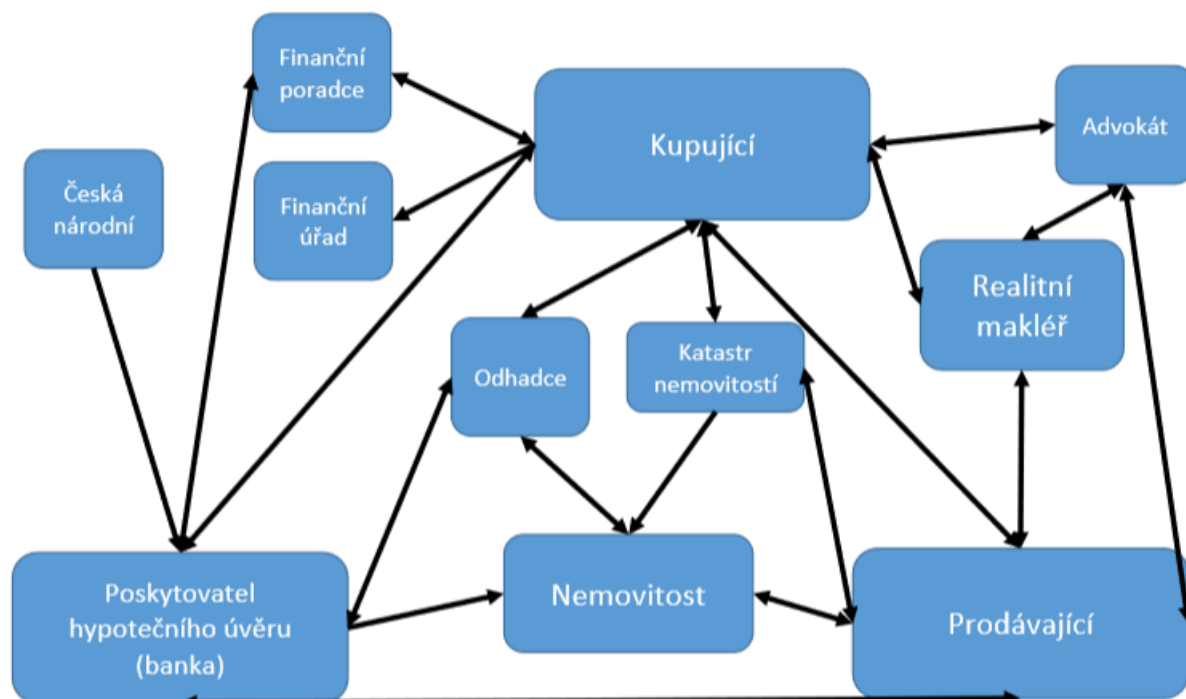 Finanční
poradce
Kupující
Advokát
Česká
národní
Finanční
úřad
Realitní
makléř
Odhadce
Katastr
nemovitostí
Poskytovatel
hypotečního úvěru
(banka)
Nemovitost
Prodávající